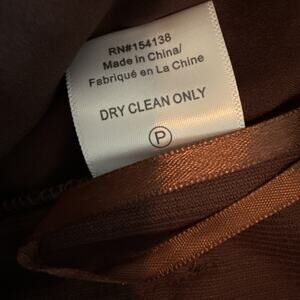 RN#154138
Made in China/
Fabriqué en La Chine
DRY CLEAN ONLY
P